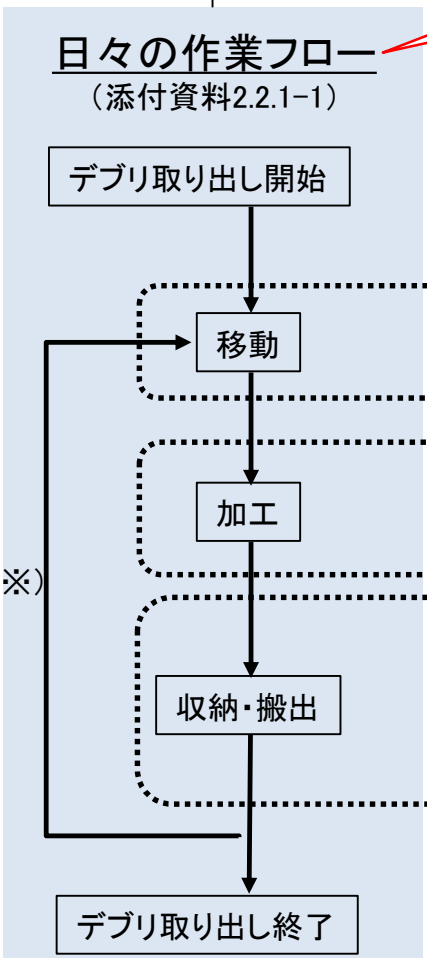 日々の作業フロー
（添付資料2.2.1-1）
デブリ取り出し開始
移動
加工
※）
収納・搬出
デブリ取り出し終了